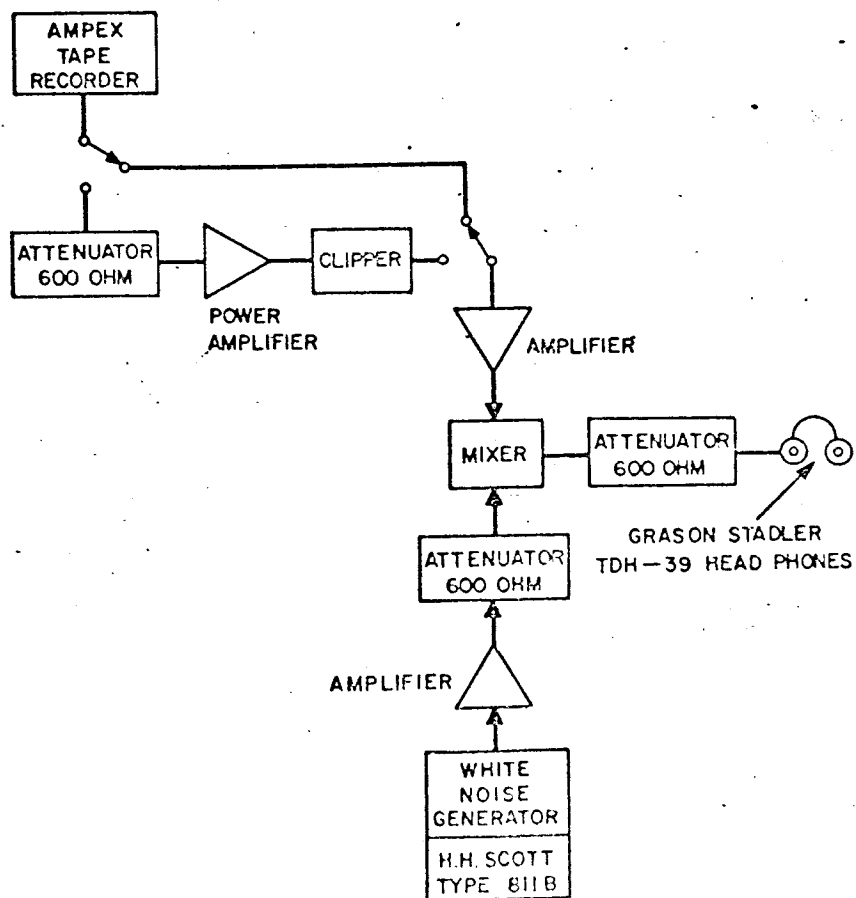 AMPEX
TAPE
RECORDER
ATTENUATOR
600 OHM
POWER
AMPLIFIER
CLIPPER
AMPLIFIER
MIXER
ATTENUATOR
600 OHM
GRASON STADLER
TDH-39 HEAD PHONES
ATTENUATOR
600 OHM
AMPLIFIER
WHITE
NOISE
GENERATOR
H.H. SCOTT
TYPE 811B